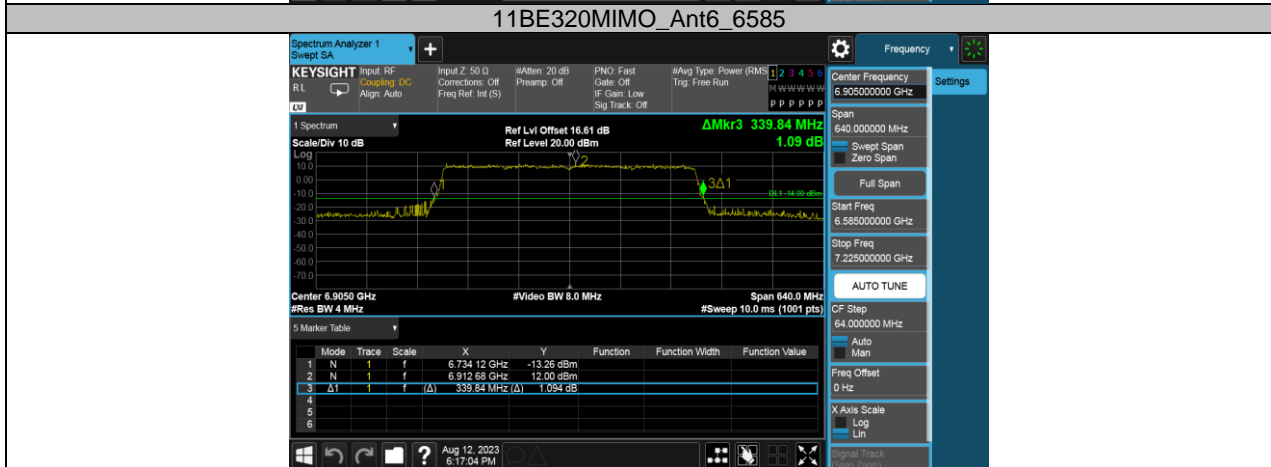 11BE320MIMO_Ant6_6585
Spectrum Analyzer 1
Swept SA
+
Frequency
KEYSIGHT
RL
LXI
Input: RF
Coupling: DC
Align: Auto
Input Z: 50 Ω
Corrections: Off
Freq Ref: Int (S)
#Atten: 20 dB
Preamp: Off
PNO: Fast
Gate: Off
IF Gain: Low
Sig Track: Off
#Avg Type: Power (RMS
Trig: Free Run
1 2 3 4 5 6
M W W W W W
P P P P P P
Center Frequency
6.905000000 GHz
Settings
1 Spectrum
Scale/Div 10 dB
Ref Lvl Offset 16.61 dB
Ref Level 20.00 dBm
ΔMkr3 339.84 MHz
1.09 dB
Span
640.000000 MHz
Swept Span
Zero Span
Full Span
Start Freq
6.585000000 GHz
Stop Freq
7.225000000 GHz
AUTO TUNE
CF Step
64.000000 MHz
Auto
Man
Freq Offset
0 Hz
X Axis Scale
Log
Lin
Signal Track
(Span Zoom)
Log
10.0
0.00
-10.0
-20.0
-30.0
-40.0
-50.0
-60.0
-70.0
1
2
3Δ1
DL1 -14.00 dBm
Center 6.9050 GHz
#Video BW 8.0 MHz
Span 640.0 MHz
#Res BW 4 MHz
#Sweep 10.0 ms (1001 pts)
5 Marker Table
Mode Trace Scale X Y Function Function Width Function Value
1 N 1 f 6.734 12 GHz -13.26 dBm
2 N 1 f 6.912 68 GHz 12.00 dBm
3 Δ1 1 f (Δ) 339.84 MHz (Δ) 1.094 dB
4
5
6
?
Aug 12, 2023
6:17:04 PM